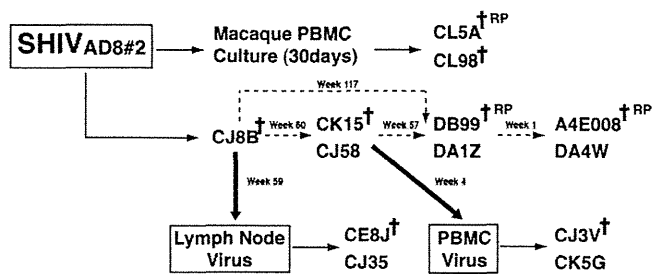 SHIVAD8#2
Macaque PBMC
Culture (30days)
CL5A† RP
CL98†
Week 117
CJ8B†
Week 60
CK15†
CJ58
Week 57
DB99† RP
DA1Z
Week 1
A4E008† RP
DA4W
Week 59
Week 4
Lymph Node
Virus
CE8J†
CJ35
PBMC
Virus
CJ3V†
CK5G